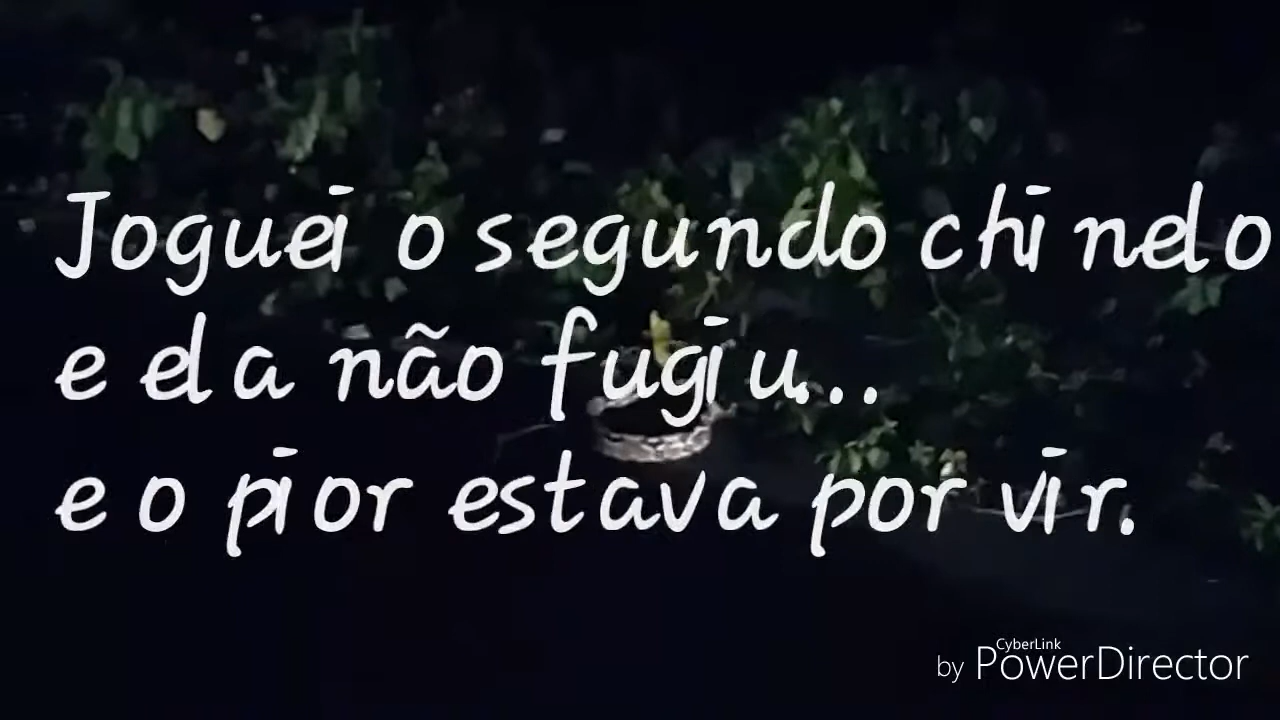 Joguei o segundo chinelo
e ela não fugiu...
e o pior estava por vir.
CyberLink
by PowerDirector